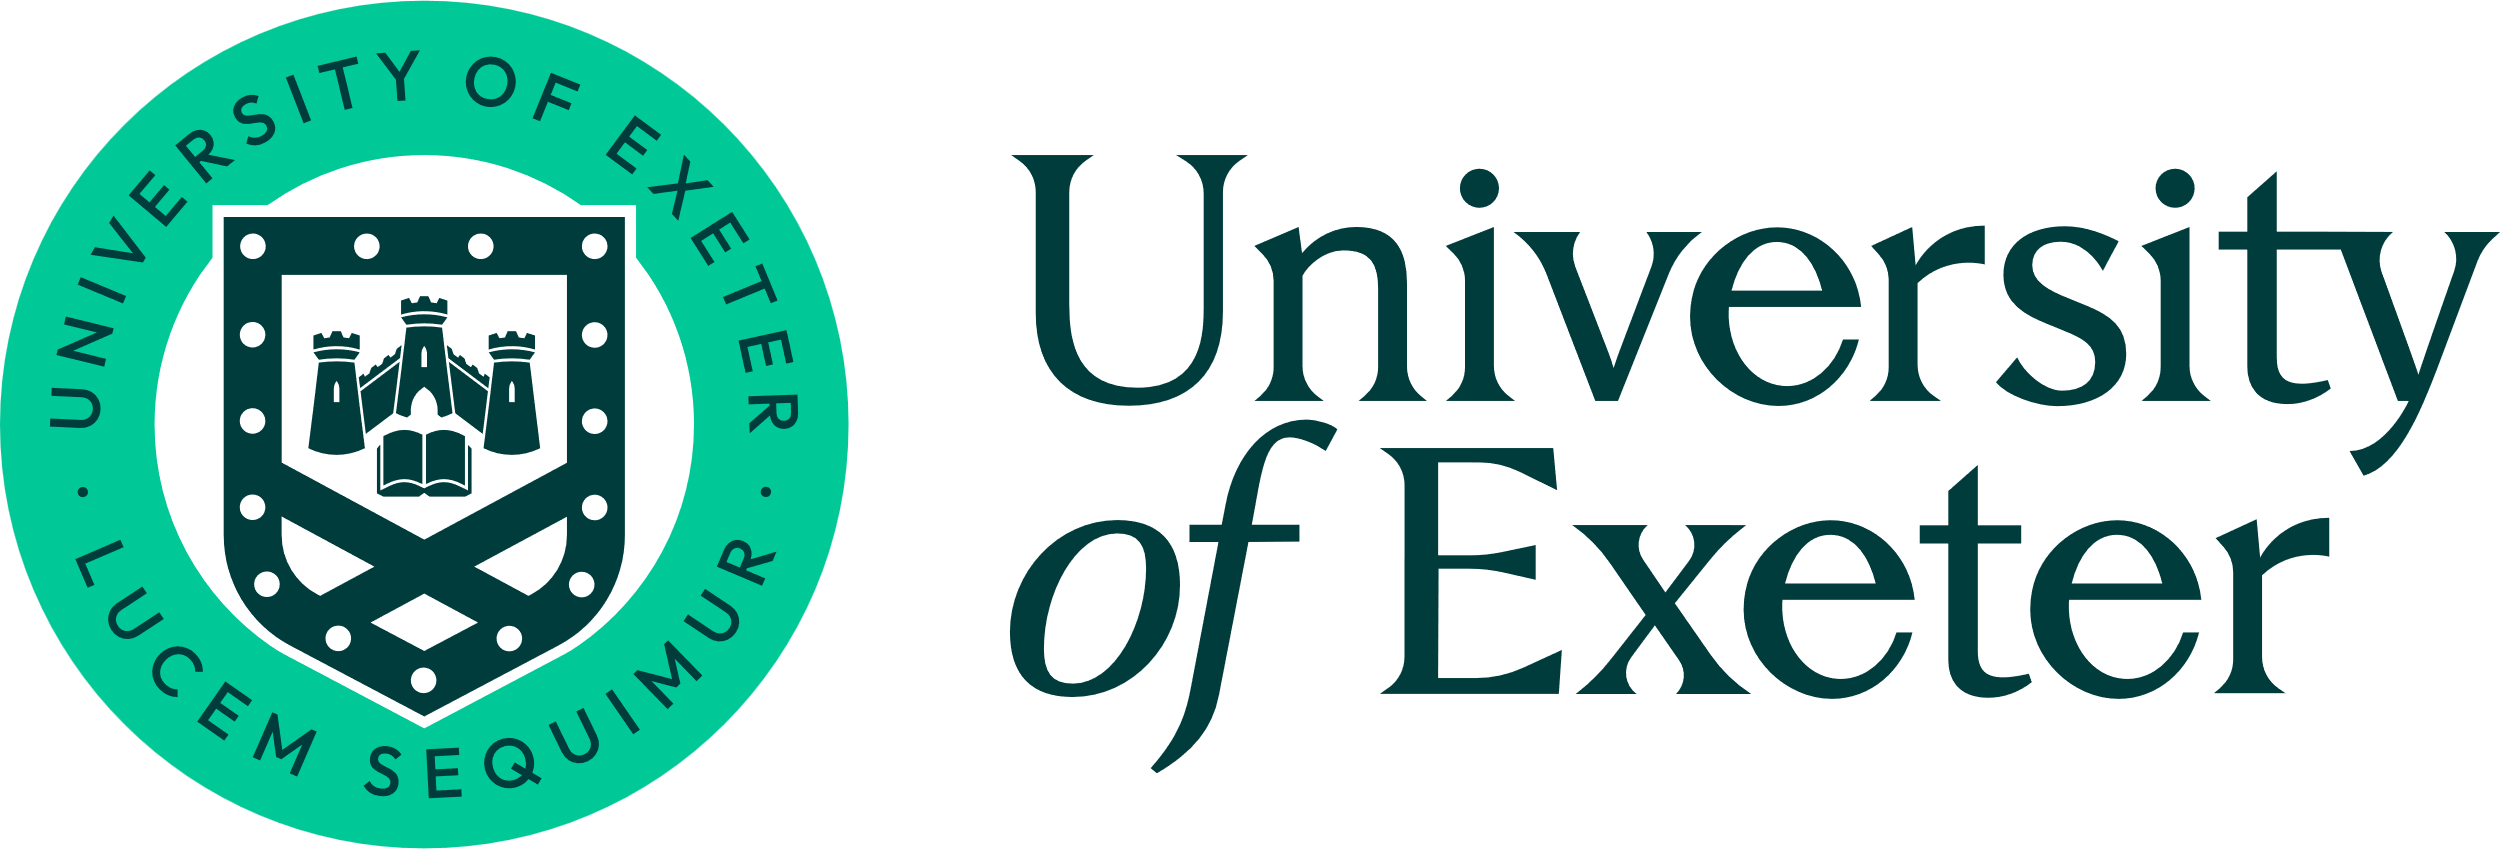 UNIVERSITY OF EXETER
· LUCEM SEQUIMUR ·
University
of Exeter